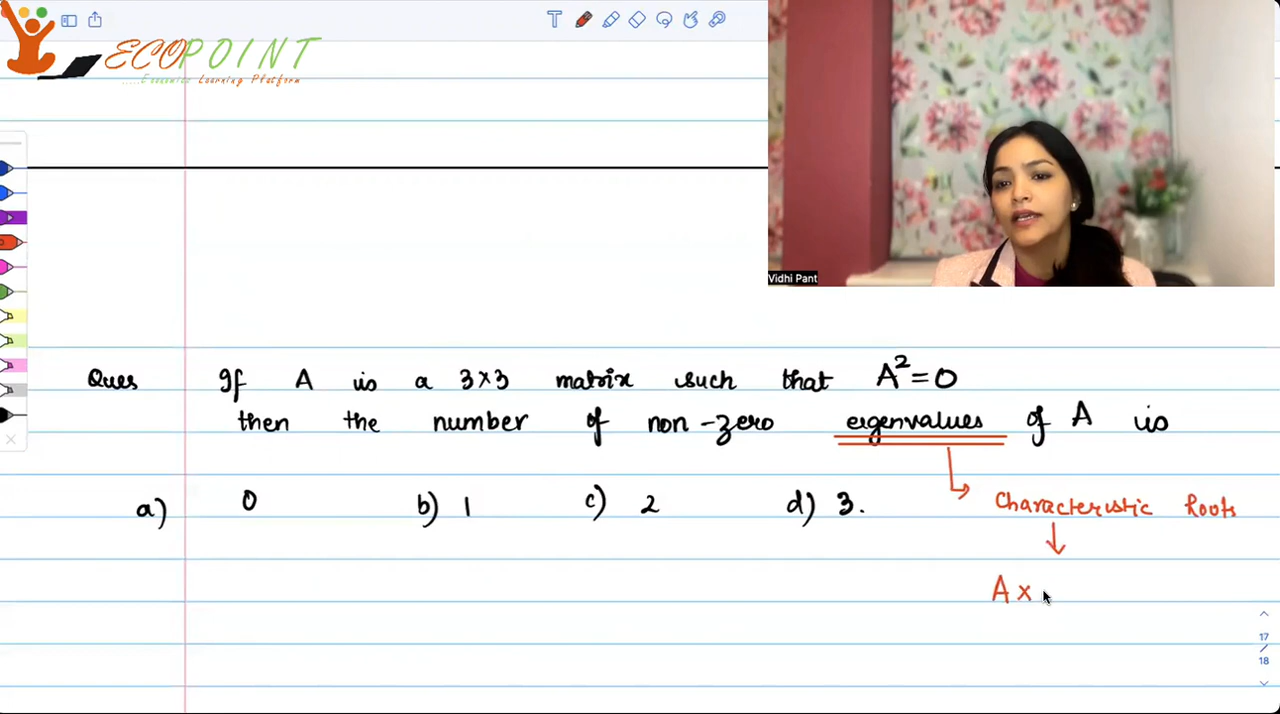 ECOPOINT
.....Economics Learning Platform
Vidhi Pant
Ques If A is a 3×3 matrix such that A²=0
then the number of non-zero eigenvalues of A is
a) 0 b) 1 c) 2 d) 3.
Characteristic Roots
Ax
17
/
18